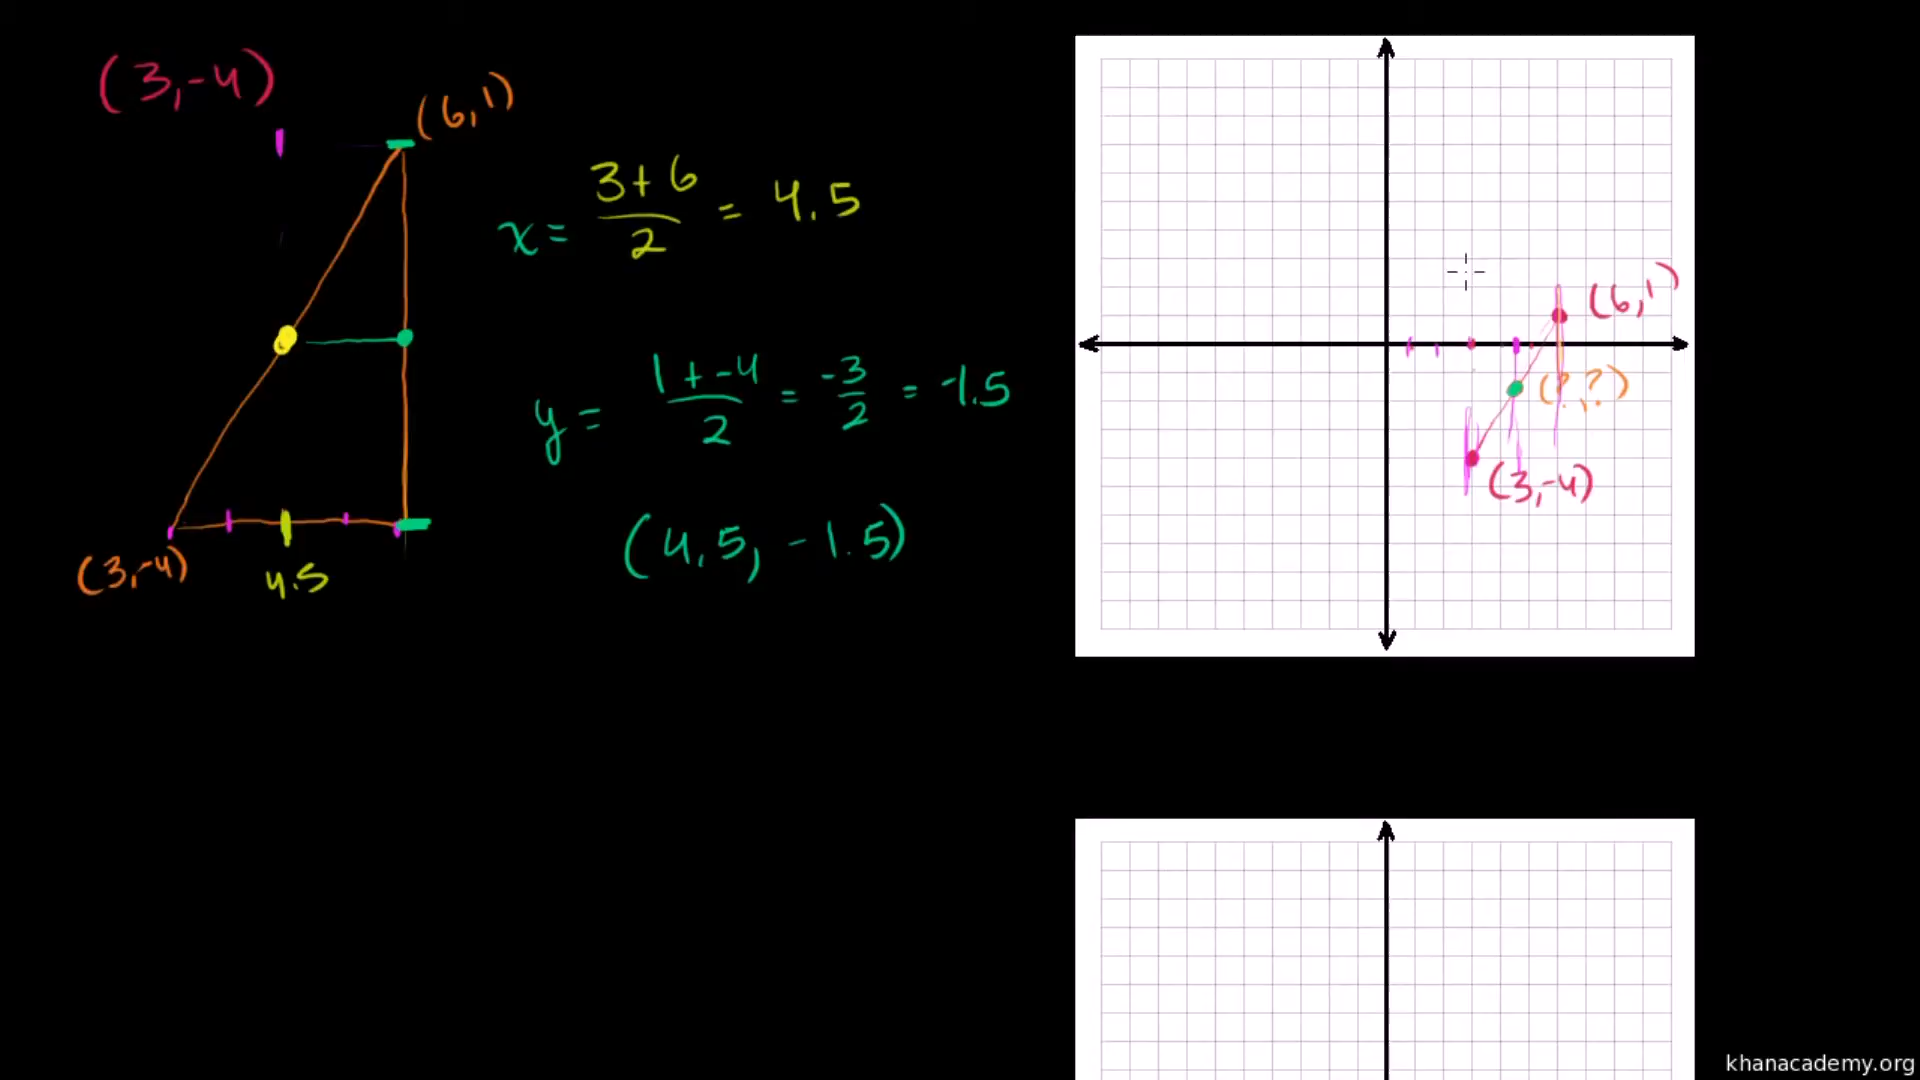 (3,-4)
(6,1)
x = 3+6/2 = 4.5
y = 1+-4/2 = -3/2 = -1.5
(4.5, -1.5)
(3,-4)
4.5
(6,1)
(?,?)
(3,-4)
khanacademy.org